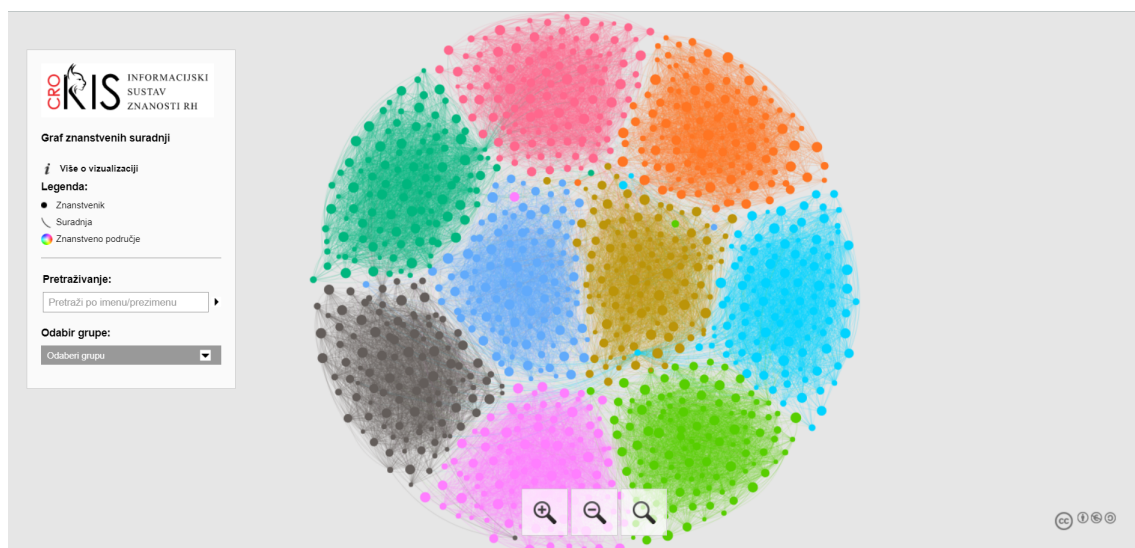 CRO
KIS
INFORMACIJSKI
SUSTAV
ZNANOSTI RH
Graf znanstvenih suradnji
i Više o vizualizaciji
Legenda:
Znanstvenik
Suradnja
Znanstveno područje
Pretraživanje:
Pretraži po imenu/prezimenu
Odabir grupe:
Odaberi grupu
cc